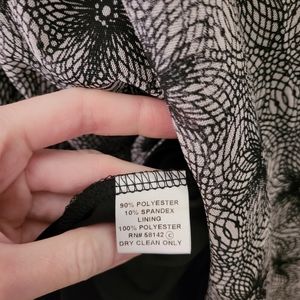 90% POLYESTER
10% SPANDEX
LINING
100% POLYESTER
RN# 58142 Ⓒ
DRY CLEAN ONLY